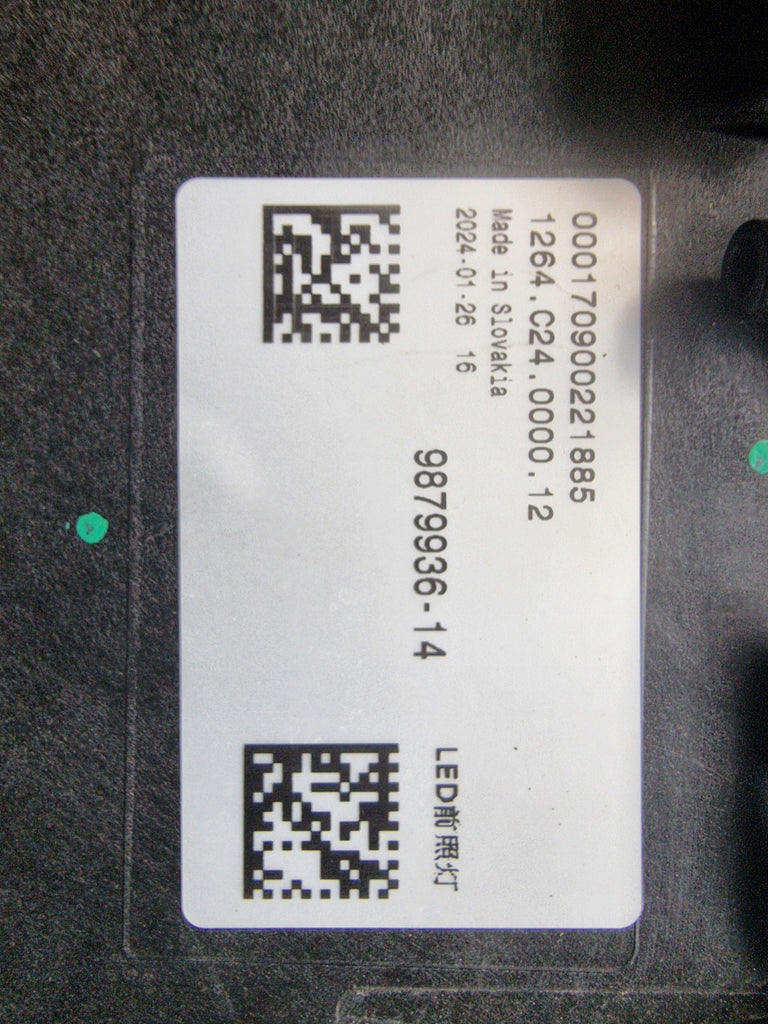 000170900221885
1264.C24.0000.12
Made in Slovakia
2024-01-26 16
9879936-14
LED前照灯